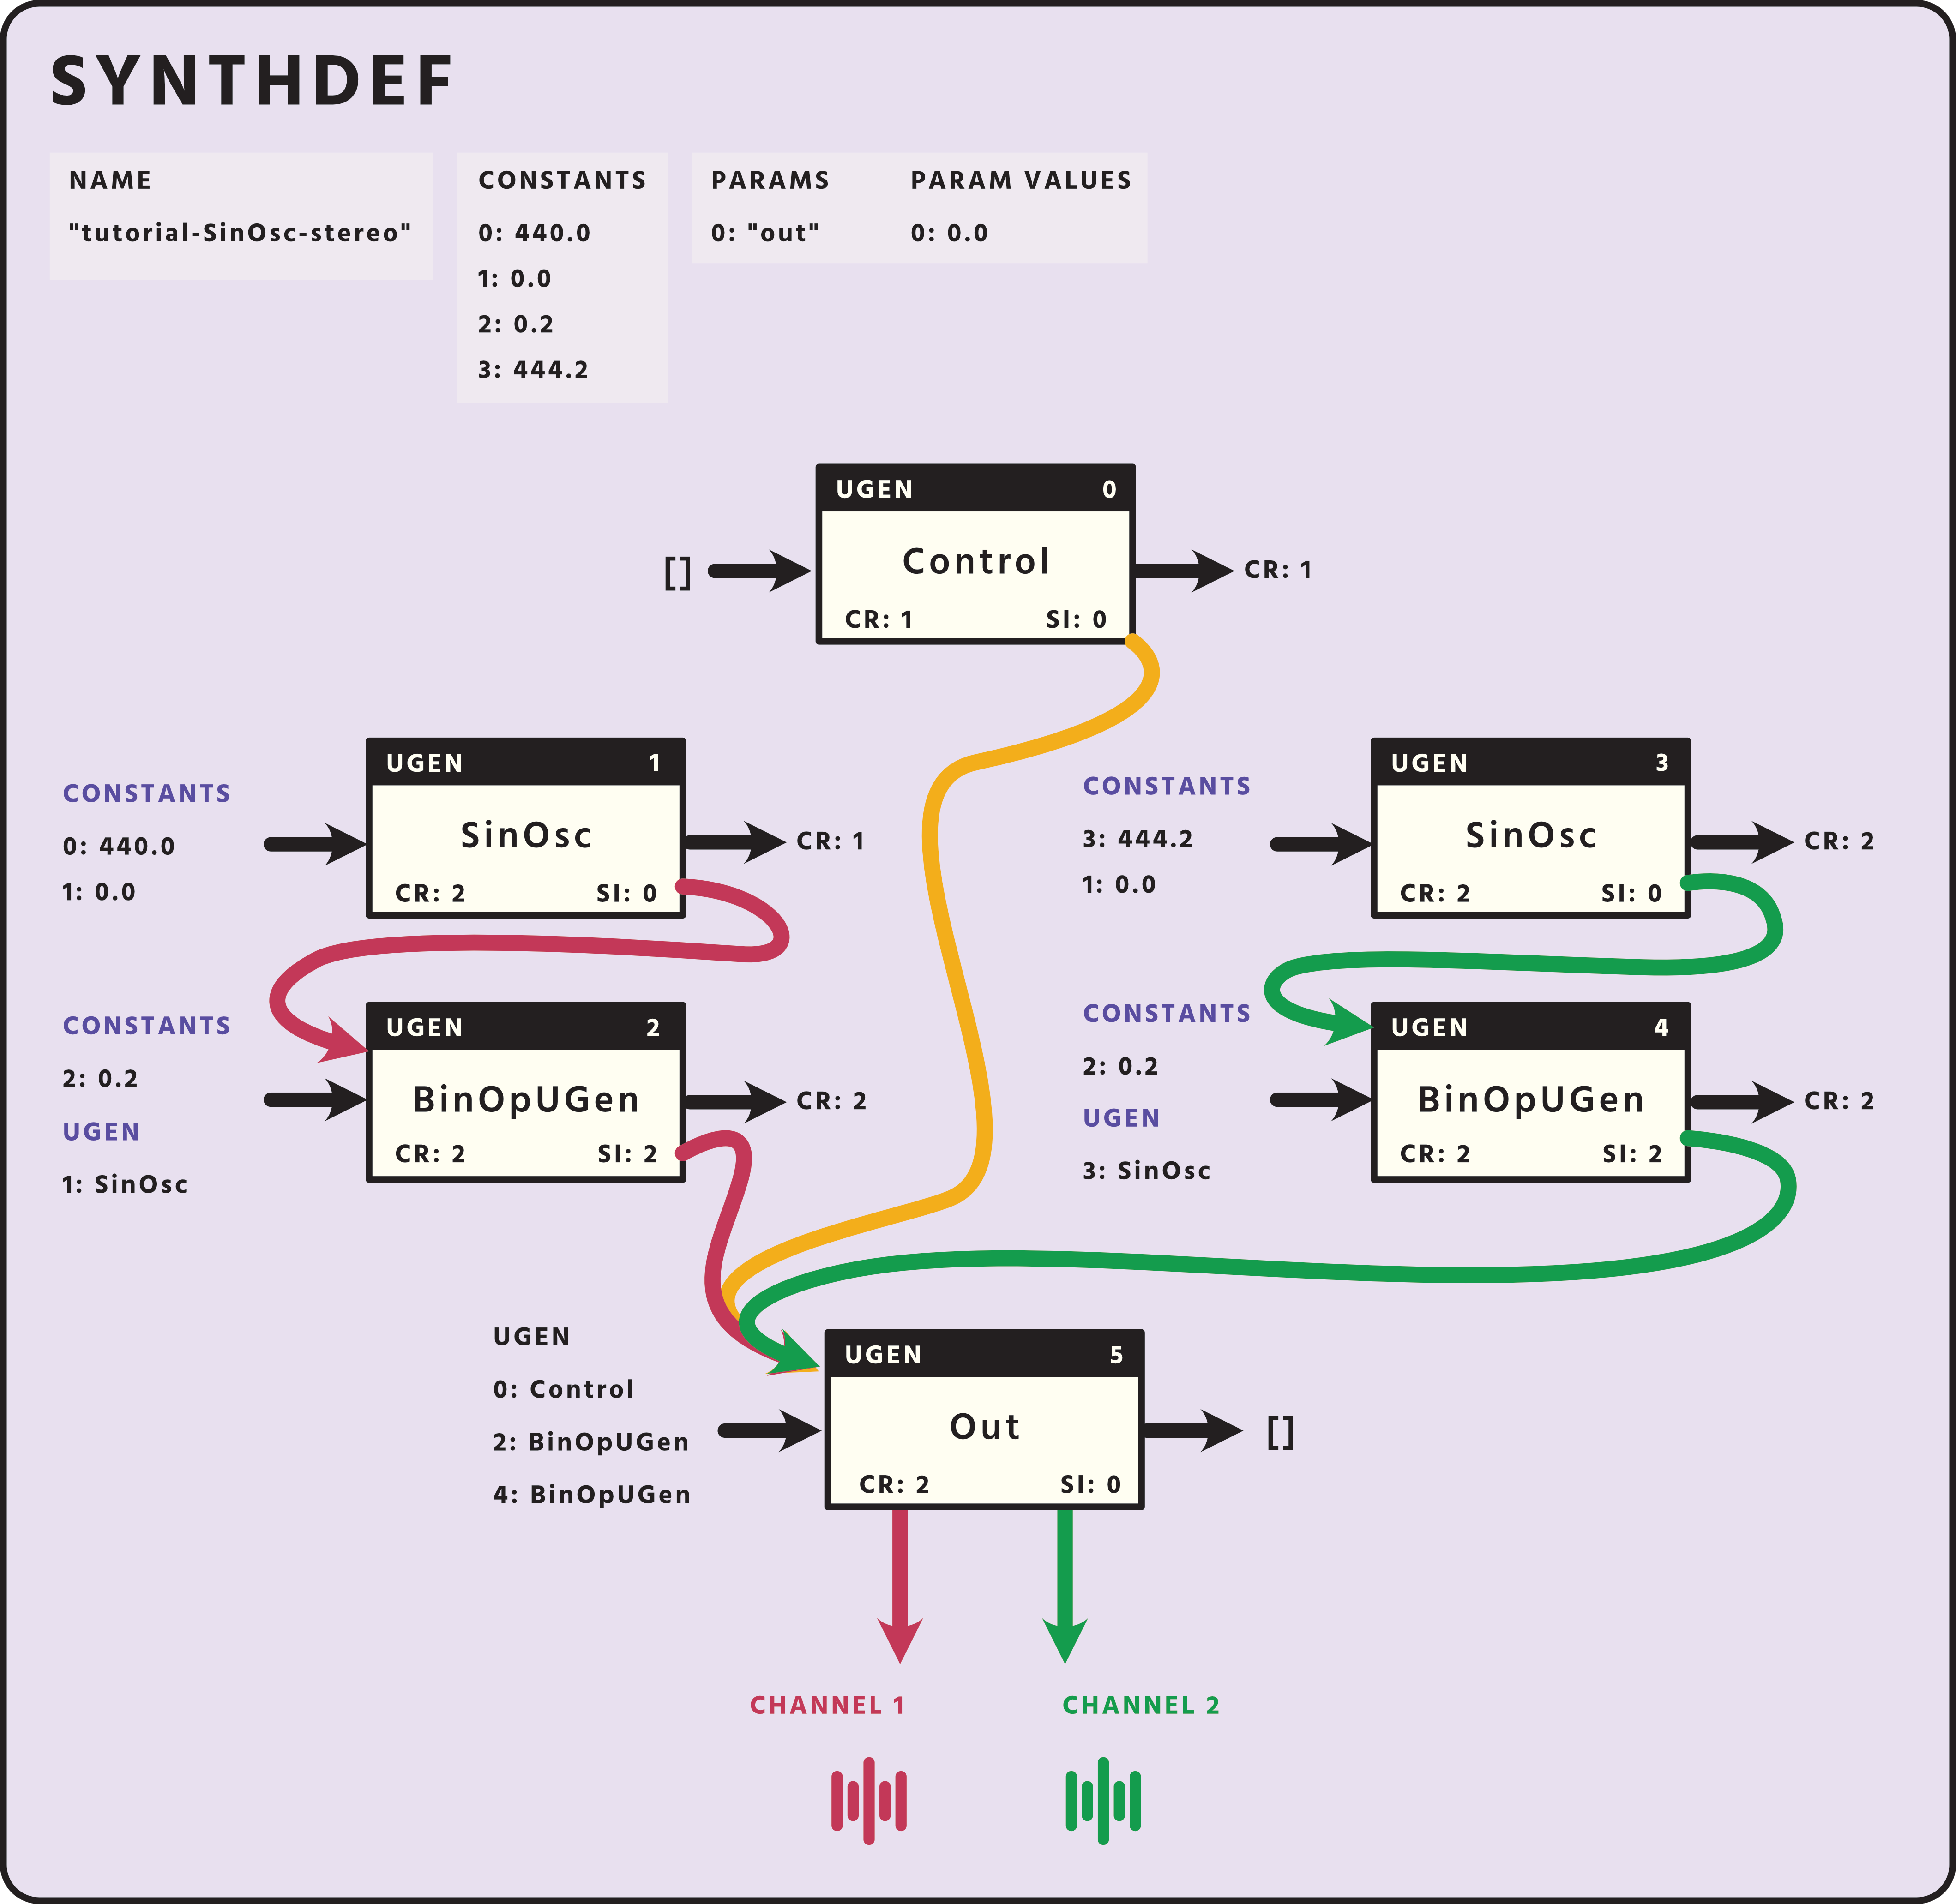 SYNTHDEF
NAME
"tutorial-SinOsc-stereo"
CONSTANTS
0: 440.0
1: 0.0
2: 0.2
3: 444.2
PARAMS PARAM VALUES
0: "out" 0: 0.0
UGEN 0
[] Control CR: 1
CR: 1 SI: 0
CONSTANTS
0: 440.0
1: 0.0
UGEN 1
SinOsc CR: 1
CR: 2 SI: 0
CONSTANTS
3: 444.2
1: 0.0
UGEN 3
SinOsc CR: 2
CR: 2 SI: 0
CONSTANTS
2: 0.2
UGEN
1: SinOsc
UGEN 2
BinOpUGen CR: 2
CR: 2 SI: 2
CONSTANTS
2: 0.2
UGEN
3: SinOsc
UGEN 4
BinOpUGen CR: 2
CR: 2 SI: 2
UGEN
0: Control
2: BinOpUGen
4: BinOpUGen
UGEN 5
Out []
CR: 2 SI: 0
CHANNEL 1 CHANNEL 2